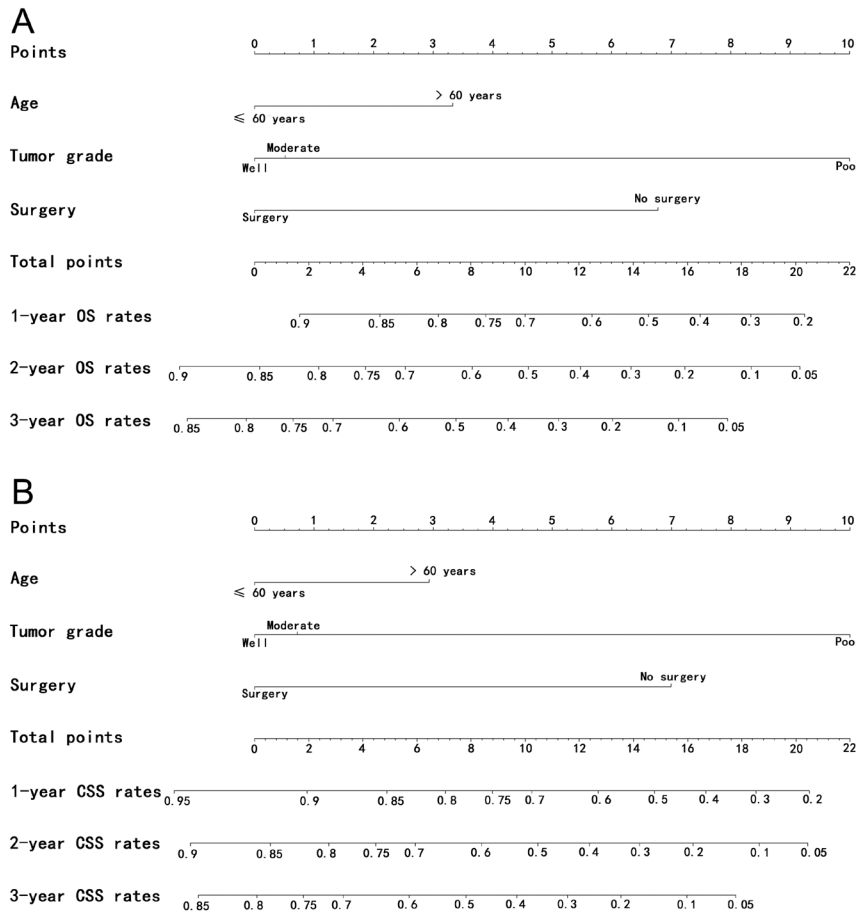 A
Points 0 1 2 3 4 5 6 7 8 9 10
> 60 years
Age
≤ 60 years
Moderate
Tumor grade
Well Poo
No surgery
Surgery
Surgery
Total points
0 2 4 6 8 10 12 14 16 18 20 22
1-year OS rates
0.9 0.85 0.8 0.75 0.7 0.6 0.5 0.4 0.3 0.2
2-year OS rates
0.9 0.85 0.8 0.75 0.7 0.6 0.5 0.4 0.3 0.2 0.1 0.05
3-year OS rates
0.85 0.8 0.75 0.7 0.6 0.5 0.4 0.3 0.2 0.1 0.05
B
Points 0 1 2 3 4 5 6 7 8 9 10
> 60 years
Age
≤ 60 years
Moderate
Tumor grade
Well Poo
No surgery
Surgery
Surgery
Total points
0 2 4 6 8 10 12 14 16 18 20 22
1-year CSS rates
0.95 0.9 0.85 0.8 0.75 0.7 0.6 0.5 0.4 0.3 0.2
2-year CSS rates
0.9 0.85 0.8 0.75 0.7 0.6 0.5 0.4 0.3 0.2 0.1 0.05
3-year CSS rates
0.85 0.8 0.75 0.7 0.6 0.5 0.4 0.3 0.2 0.1 0.05